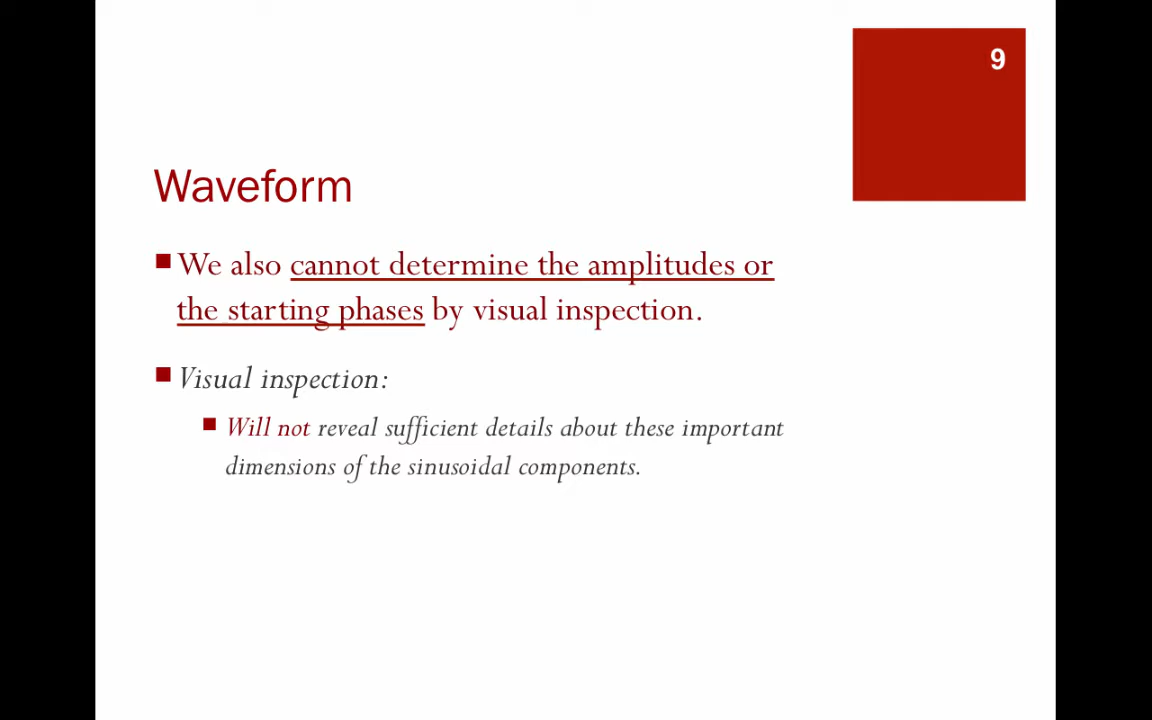 9
Waveform
We also cannot determine the amplitudes or
the starting phases by visual inspection.
Visual inspection:
Will not reveal sufficient details about these important
dimensions of the sinusoidal components.